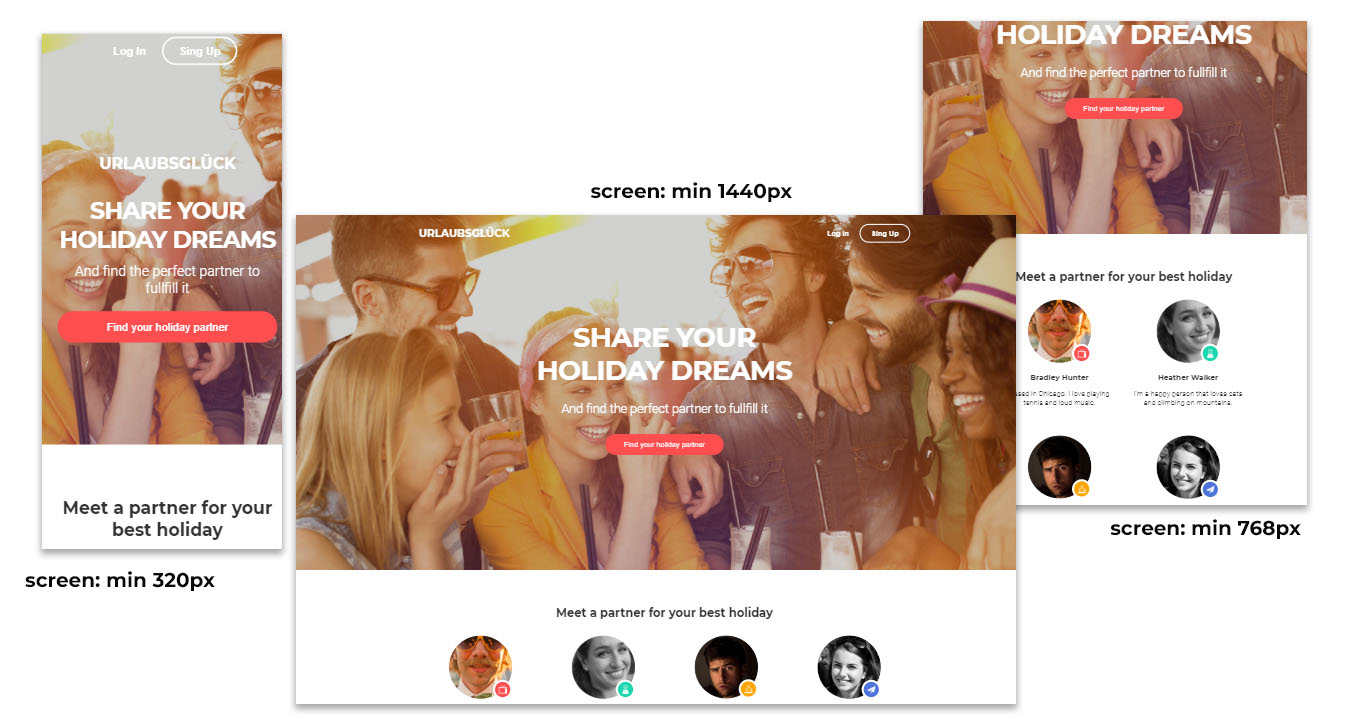 Log In
Sing Up
URLAUBSGLÜCK
SHARE YOUR
HOLIDAY DREAMS
And find the perfect partner to
fullfill it
Find your holiday partner
Meet a partner for your
best holiday
screen: min 320px
screen: min 1440px
URLAUBSGLÜCK
Log In
Sing Up
SHARE YOUR
HOLIDAY DREAMS
And find the perfect partner to fullfill it
Find your holiday partner
Meet a partner for your best holiday
HOLIDAY DREAMS
And find the perfect partner to fullfill it
Find your holiday partner
Meet a partner for your best holiday
Bradley Hunter
Heather Walker
in Chicago. I love playing
tennis and loud music.
I'm a happy person that loves cats
and climbing on mountains.
screen: min 768px